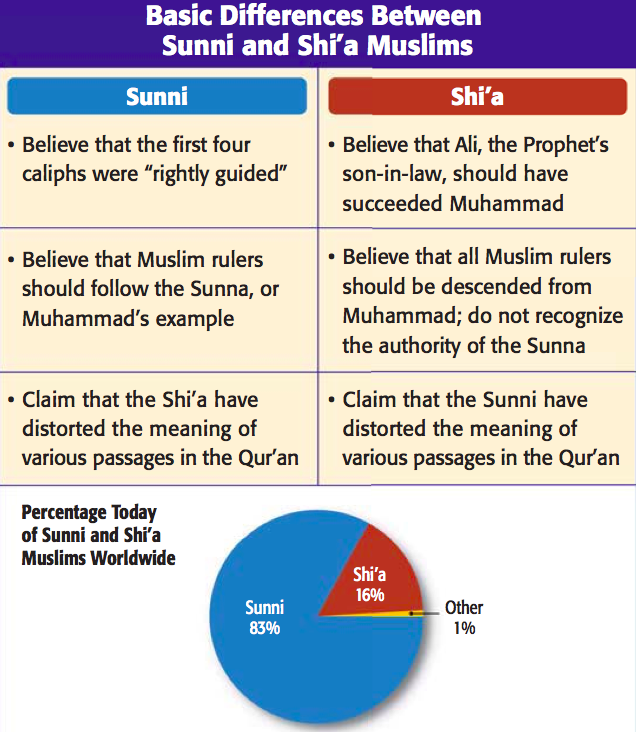 Basic Differences Between
Sunni and Shi’a Muslims
Sunni
Shi’a
• Believe that the first four
caliphs were “rightly guided”
• Believe that Ali, the Prophet’s
son-in-law, should have
succeeded Muhammad
• Believe that Muslim rulers
should follow the Sunna, or
Muhammad’s example
• Believe that all Muslim rulers
should be descended from
Muhammad; do not recognize
the authority of the Sunna
• Claim that the Shi’a have
distorted the meaning of
various passages in the Qur’an
• Claim that the Sunni have
distorted the meaning of
various passages in the Qur’an
Percentage Today
of Sunni and Shi’a
Muslims Worldwide
Shi’a
16%
Sunni
83%
Other
1%